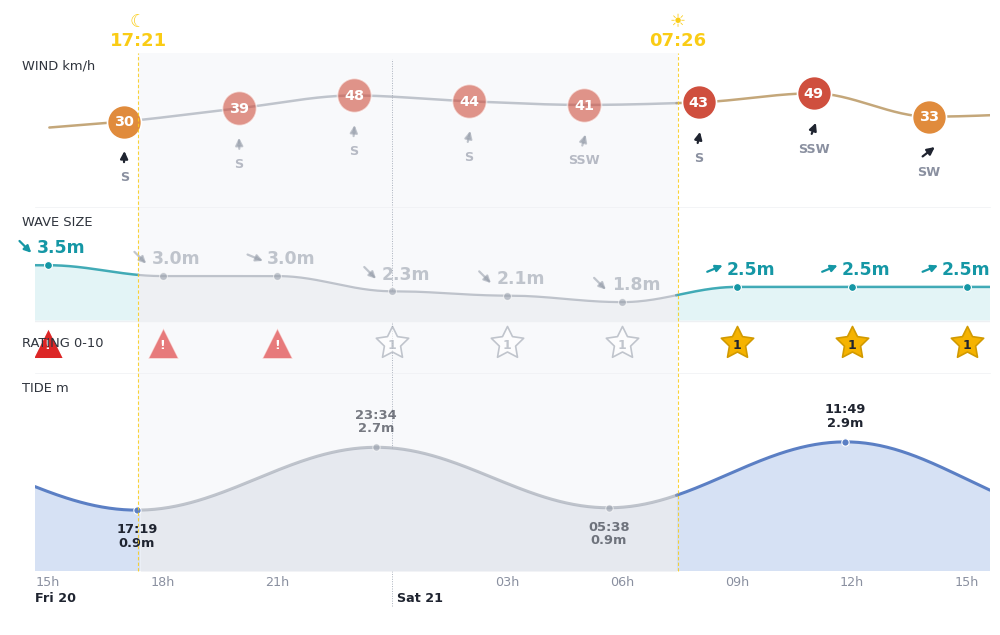 17:21 07:26
WIND km/h
30 39 48 44 41 43 49 33
S S S S SSW S SSW SW
WAVE SIZE
3.5m 3.0m 3.0m 2.3m 2.1m 1.8m 2.5m 2.5m 2.5m
RATING 0-10
! ! ! 1 1 1 1 1 1
TIDE m
23:34 11:49
2.7m 2.9m
17:19 05:38
0.9m 0.9m
15h 18h 21h 03h 06h 09h 12h 15h
Fri 20 Sat 21